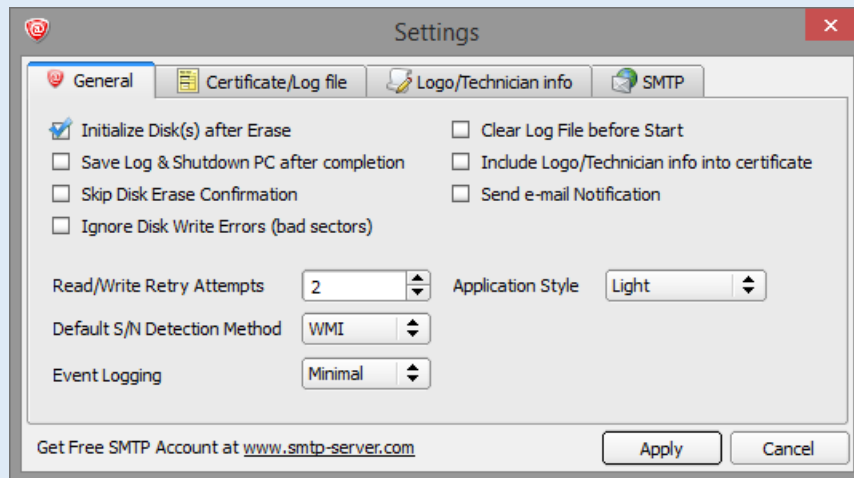 Settings
General
Certificate/Log file
Logo/Technician info
SMTP
Initialize Disk(s) after Erase
Clear Log File before Start
Save Log & Shutdown PC after completion
Include Logo/Technician info into certificate
Skip Disk Erase Confirmation
Send e-mail Notification
Ignore Disk Write Errors (bad sectors)
Read/Write Retry Attempts
2
Application Style
Light
Default S/N Detection Method
WMI
Event Logging
Minimal
Get Free SMTP Account at www.smtp-server.com
Apply
Cancel